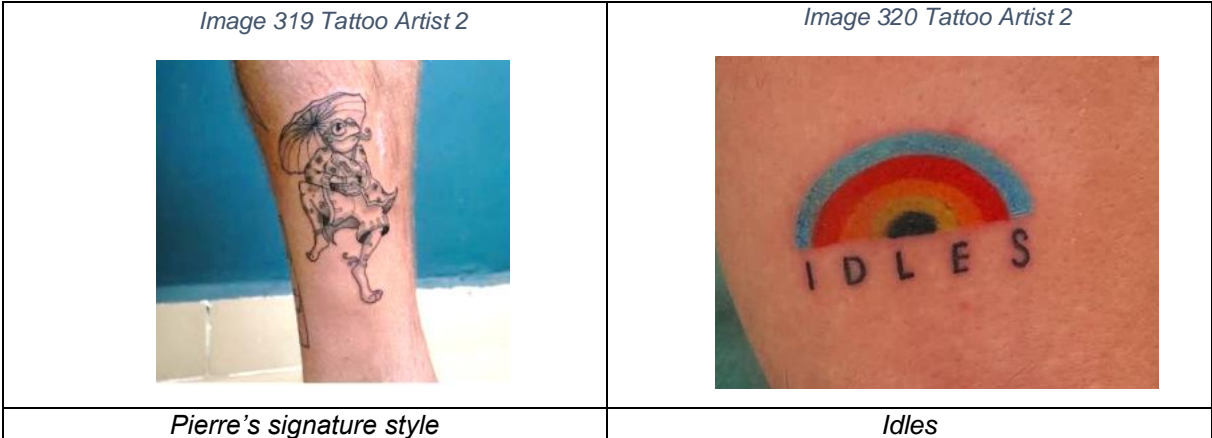 Image 319 Tattoo Artist 2
Image 320 Tattoo Artist 2
IDLES
Pierre’s signature style
Idles